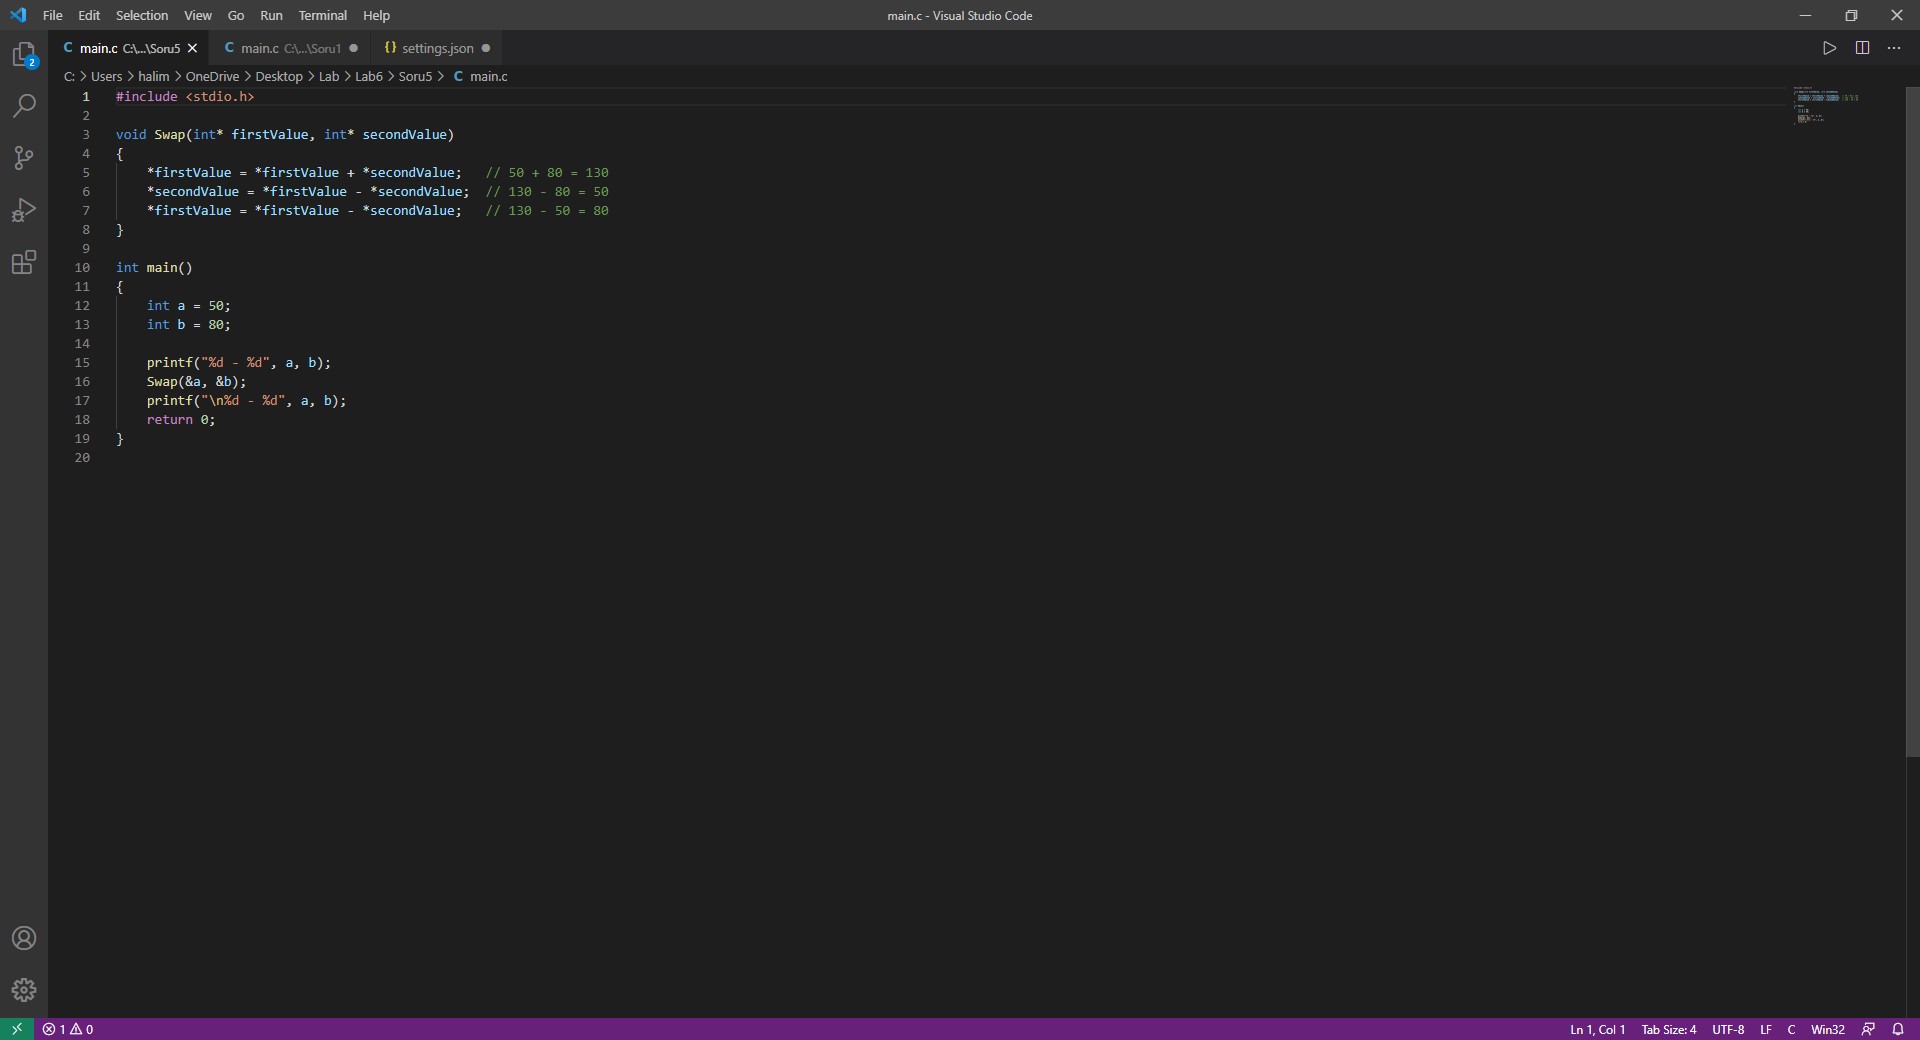 File Edit Selection View Go Run Terminal Help main.c - Visual Studio Code
main.c C:\...\Soru5 main.c C:\...\Soru1 settings.json
C: > Users > halim > OneDrive > Desktop > Lab > Lab6 > Soru5 > C main.c
2
1 #include <stdio.h>
2
3 void Swap(int* firstValue, int* secondValue)
4 {
5     *firstValue = *firstValue + *secondValue;   // 50 + 80 = 130
6     *secondValue = *firstValue - *secondValue;  // 130 - 80 = 50
7     *firstValue = *firstValue - *secondValue;   // 130 - 50 = 80
8 }
9
10 int main()
11 {
12     int a = 50;
13     int b = 80;
14
15     printf("%d - %d", a, b);
16     Swap(&a, &b);
17     printf("\n%d - %d", a, b);
18     return 0;
19 }
20
1 0 Ln 1, Col 1 Tab Size: 4 UTF-8 LF C Win32